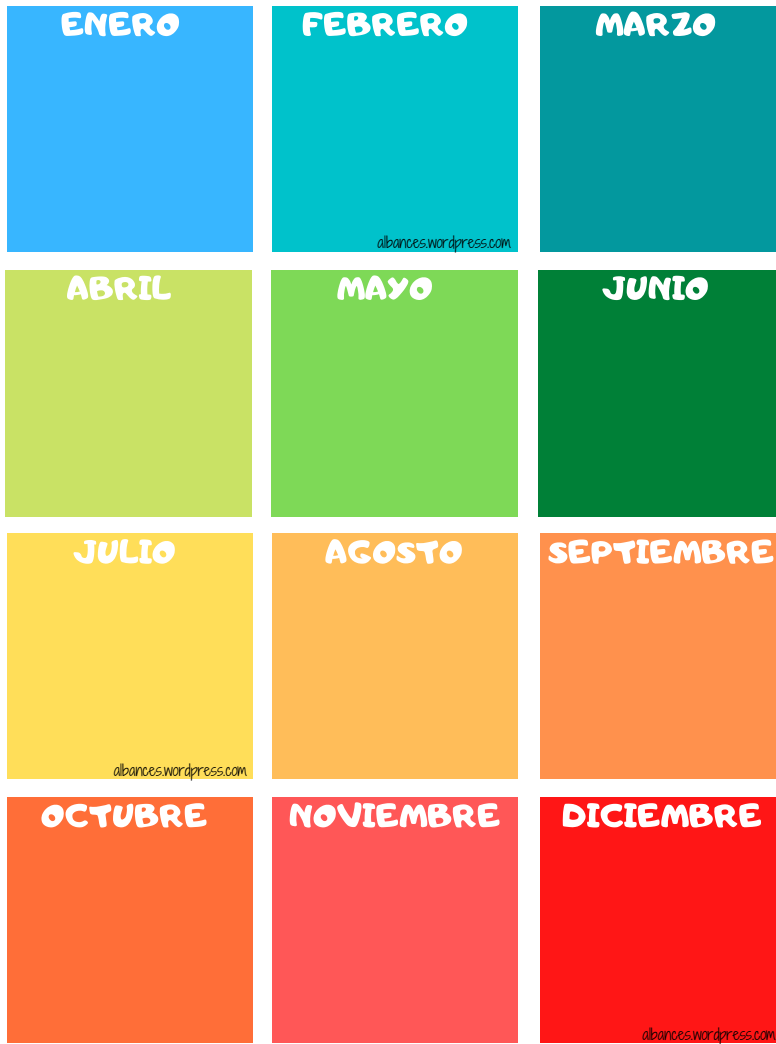 ENERO
FEBRERO
MARZO
albances.wordpress.com
ABRIL
MAYO
JUNIO
JULIO
AGOSTO
SEPTIEMBRE
albances.wordpress.com
OCTUBRE
NOVIEMBRE
DICIEMBRE
albances.wordpress.com